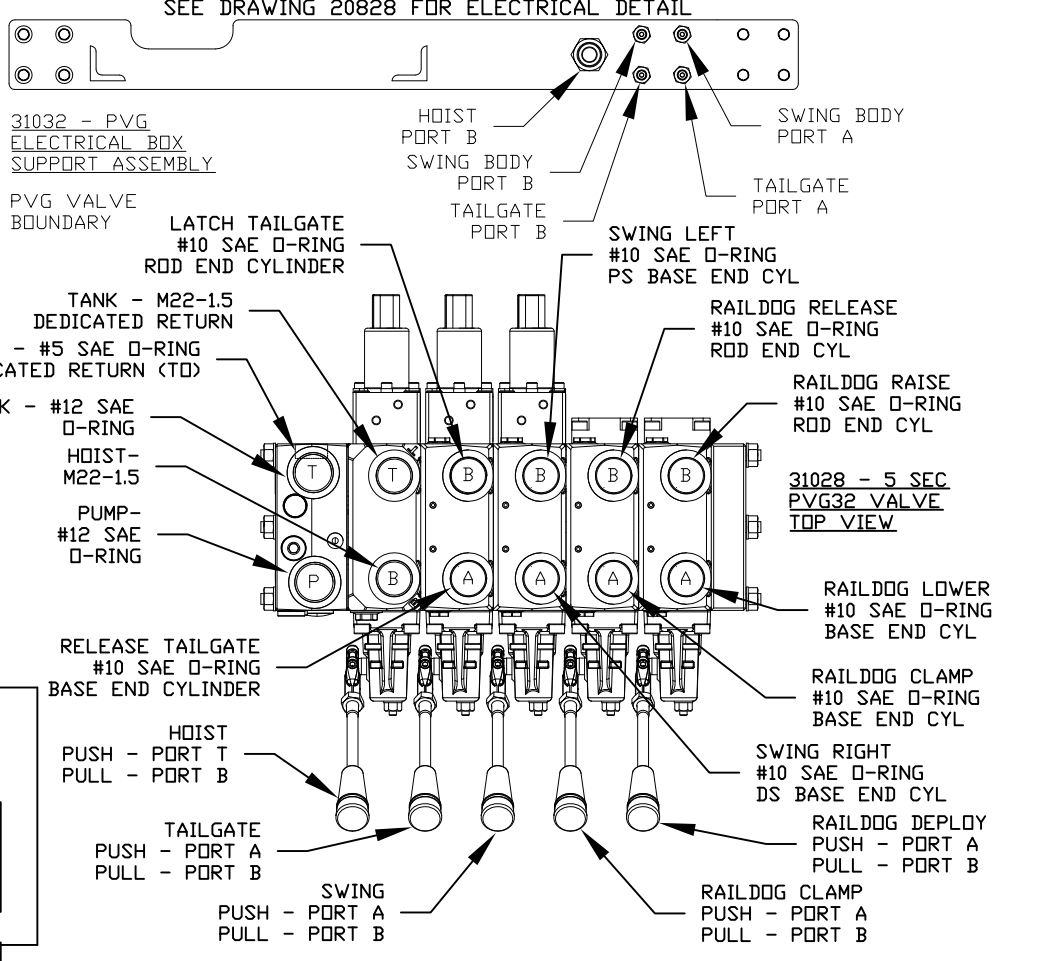 SEE DRAWING 20828 FOR ELECTRICAL DETAIL
31032 - PVG
ELECTRICAL BOX
SUPPORT ASSEMBLY
PVG VALVE
BOUNDARY
HOIST
PORT B
SWING BODY
PORT B
TAILGATE
PORT B
SWING BODY
PORT A
TAILGATE
PORT A
LATCH TAILGATE
#10 SAE O-RING
ROD END CYLINDER
SWING LEFT
#10 SAE O-RING
PS BASE END CYL
TANK - M22-1.5
DEDICATED RETURN
RAILDOG RELEASE
#10 SAE O-RING
ROD END CYL
- #5 SAE O-RING
RETURN (T0)
RAILDOG RAISE
#10 SAE O-RING
ROD END CYL
- #12 SAE
O-RING
HOIST-
M22-1.5
PUMP-
#12 SAE
O-RING
T
T
B
B
B
B
P
B
A
A
A
A
31028 - 5 SEC
PVG32 VALVE
TOP VIEW
RAILDOG LOWER
#10 SAE O-RING
BASE END CYL
RELEASE TAILGATE
#10 SAE O-RING
BASE END CYLINDER
RAILDOG CLAMP
#10 SAE O-RING
BASE END CYL
SWING RIGHT
#10 SAE O-RING
DS BASE END CYL
HOIST
PUSH - PORT T
PULL - PORT B
TAILGATE
PUSH - PORT A
PULL - PORT B
SWING
PUSH - PORT A
PULL - PORT B
RAILDOG CLAMP
PUSH - PORT A
PULL - PORT B
RAILDOG DEPLOY
PUSH - PORT A
PULL - PORT B